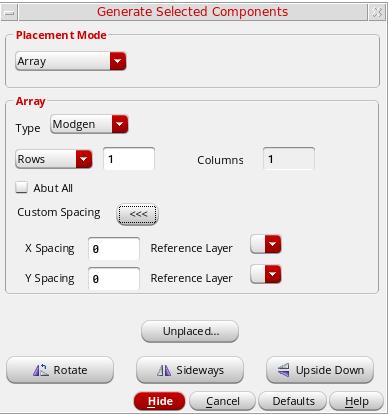 Generate Selected Components
Placement Mode
Array
Array
Type Modgen
Rows 1 Columns 1
Abut All
Custom Spacing <<<
X Spacing 0 Reference Layer
Y Spacing 0 Reference Layer
Unplaced...
Rotate Sideways Upside Down
Hide Cancel Defaults Help